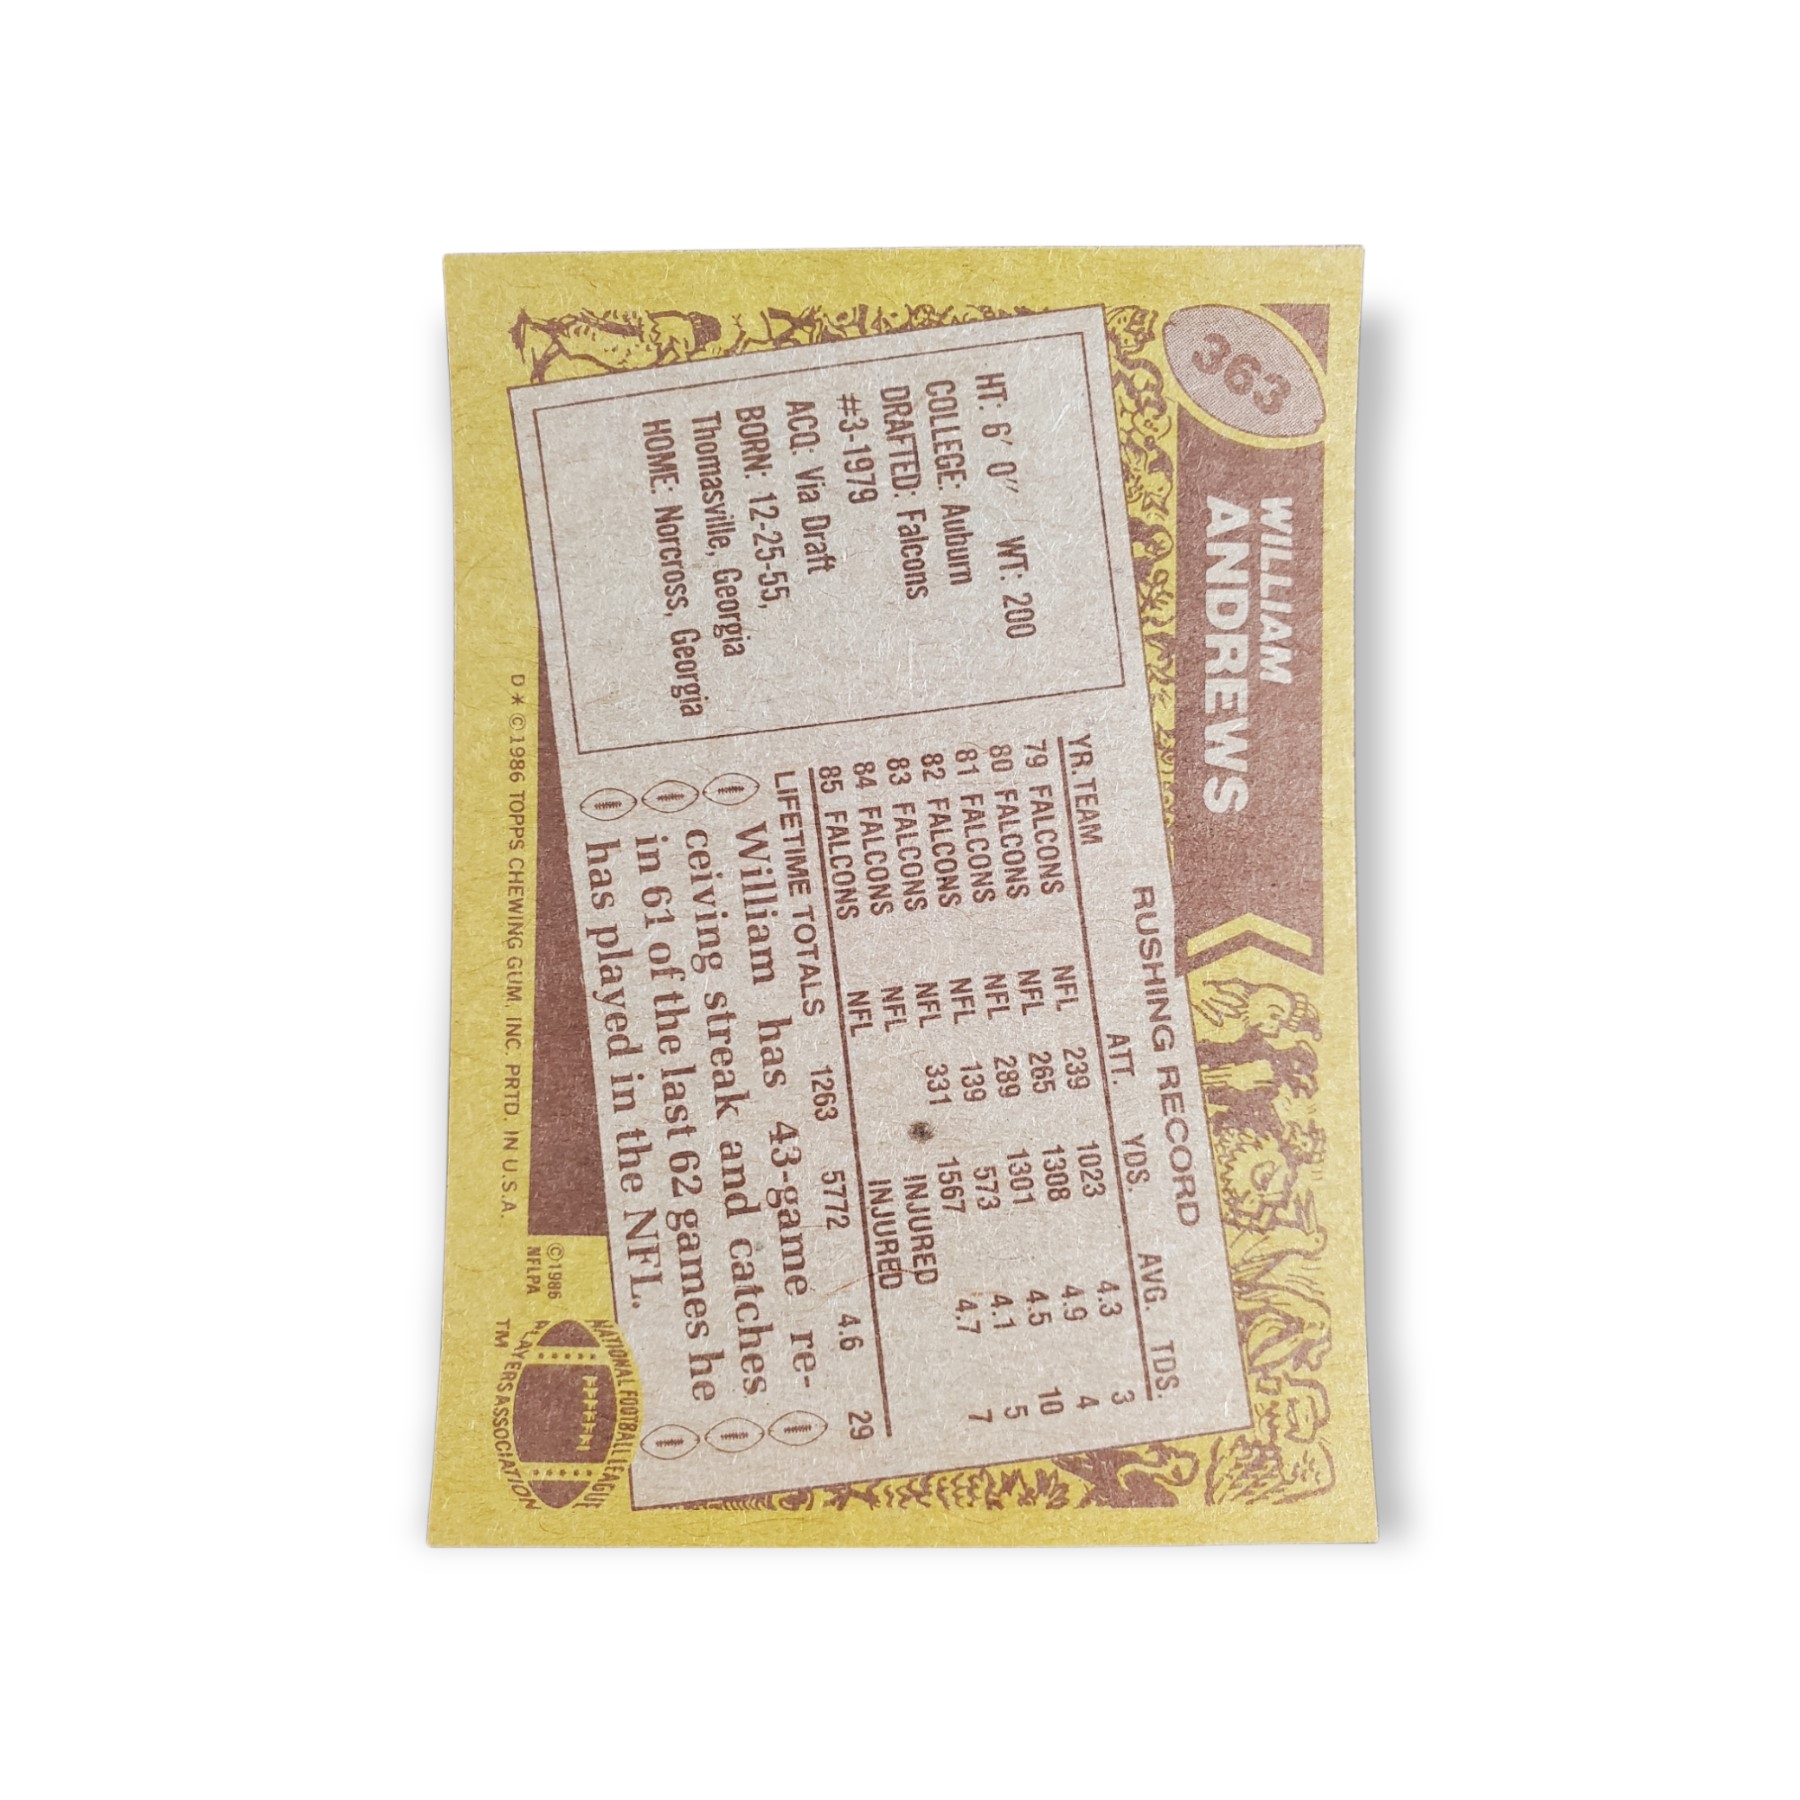 363
WILLIAM
ANDREWS
HT: 6′ 0″ WT: 200
COLLEGE: Auburn
DRAFTED: Falcons
#3-1979
ACQ: Via Draft
BORN: 12-25-55,
Thomasville, Georgia
HOME: Norcross, Georgia
RUSHING RECORD
YR. TEAM ATT. YDS. AVG. TDS.
79 FALCONS NFL 239 1023 4.3 3
80 FALCONS NFL 265 1308 4.9 4
81 FALCONS NFL 289 1301 4.5 10
82 FALCONS NFL 139 573 4.1 5
83 FALCONS NFL 331 1567 4.7 7
84 FALCONS NFL INJURED
85 FALCONS NFL INJURED
LIFETIME TOTALS 1263 5772 4.6 29
William has 43-game re-
ceiving streak and catches
in 61 of the last 62 games he
has played in the NFL.
D* ©1986 TOPPS CHEWING GUM, INC. PRTD. IN U.S.A.
©1986
NFLPA
NATIONAL FOOTBALL LEAGUE
PLAYERS ASSOCIATION
TM